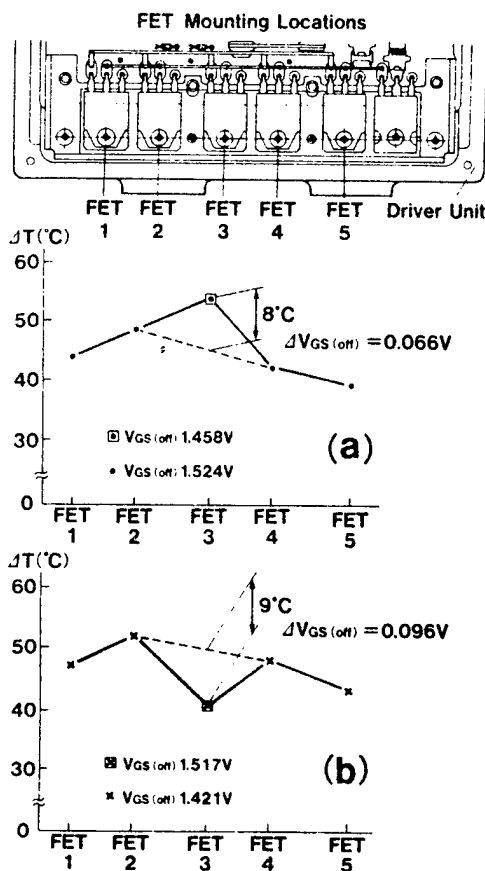 FET Mounting Locations
FET 1 FET 2 FET 3 FET 4 FET 5 Driver Unit
ΔT(°C)
60
50
40
30
0
8°C
ΔVGS(off) = 0.066V
VGS(off) 1.458V
VGS(off) 1.524V
(a)
FET 1 FET 2 FET 3 FET 4 FET 5
ΔT(°C)
60
50
40
30
0
9°C
ΔVGS(off) = 0.096V
VGS(off) 1.517V
VGS(off) 1.421V
(b)
FET 1 FET 2 FET 3 FET 4 FET 5